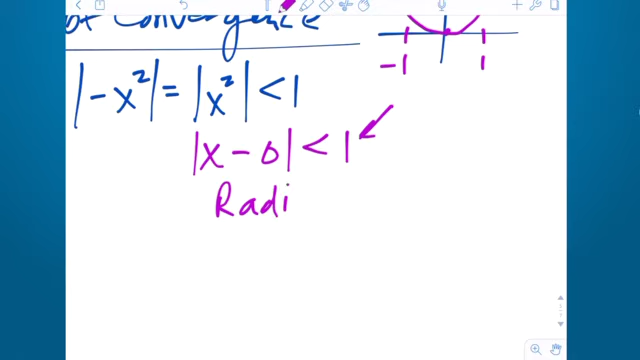 of Convergence
-1 1
|-x²| = |x²| < 1
|x - 0| < 1
Radi